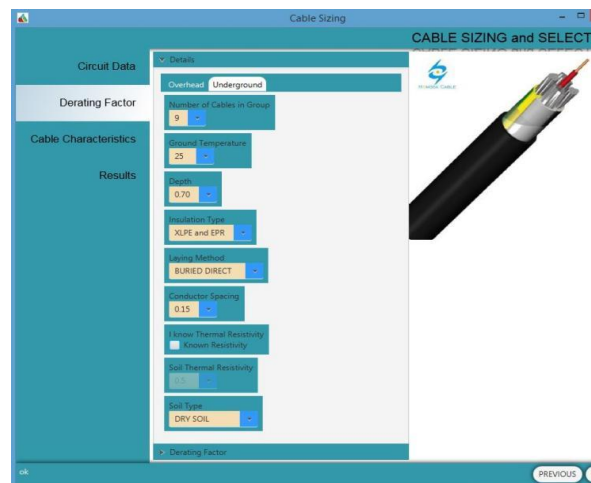 Cable Sizing
CABLE SIZING and SELECT
Circuit Data
Derating Factor
Cable Characteristics
Results
Details
Overhead Underground
Number of Cables in Group
9
Ground Temperature
25
Depth
0.70
Insulation Type
XLPE and EPR
Laying Method
BURIED DIRECT
Conductor Spacing
0.15
I know Thermal Resistivity
Known Resistivity
Soil Thermal Resistivity
0.5
Soil Type
DRY SOIL
Derating Factor
ok
PREVIOUS